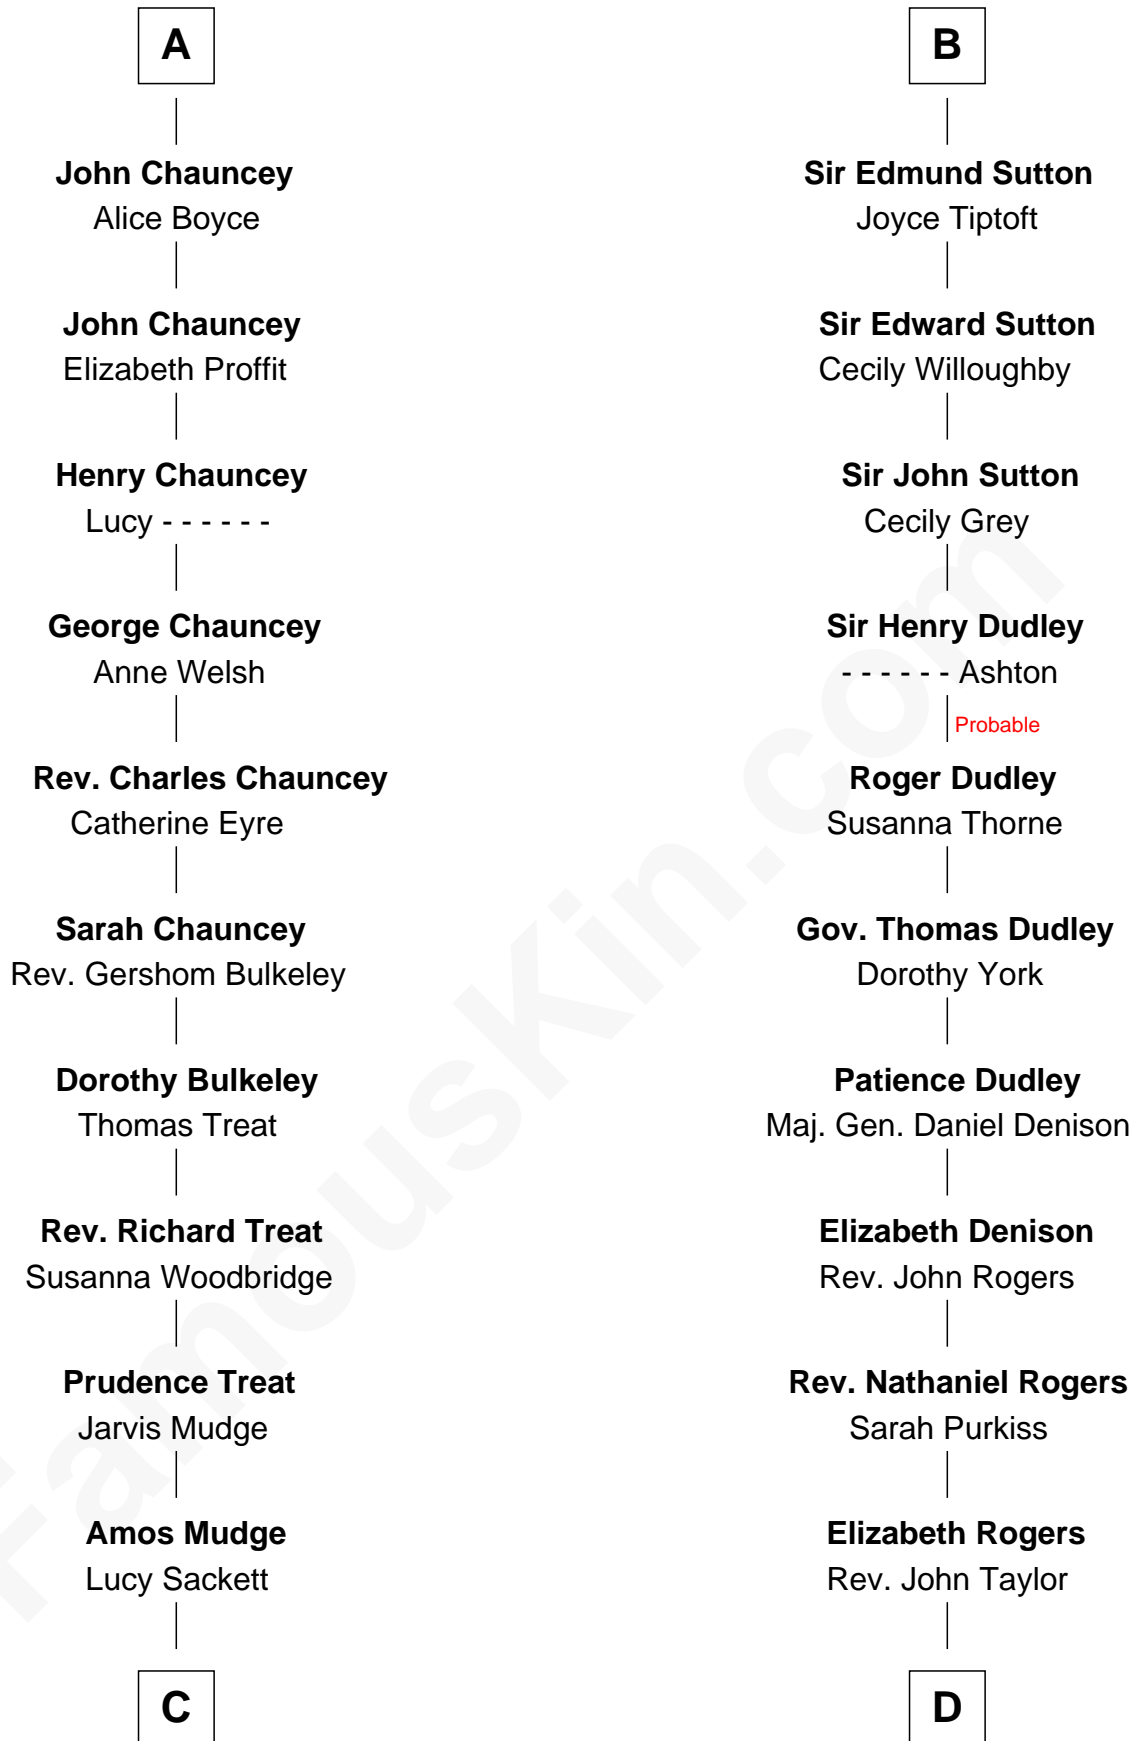 A
John Chauncey
Alice Boyce
John Chauncey
Elizabeth Proffit
Henry Chauncey
Lucy - - - - - -
George Chauncey
Anne Welsh
Rev. Charles Chauncey
Catherine Eyre
Sarah Chauncey
Rev. Gershom Bulkeley
Dorothy Bulkeley
Thomas Treat
Rev. Richard Treat
Susanna Woodbridge
Prudence Treat
Jarvis Mudge
Amos Mudge
Lucy Sackett
C
B
Sir Edmund Sutton
Joyce Tiptoft
Sir Edward Sutton
Cecily Willoughby
Sir John Sutton
Cecily Grey
Sir Henry Dudley
- - - - - - Ashton
Probable
Roger Dudley
Susanna Thorne
Gov. Thomas Dudley
Dorothy York
Patience Dudley
Maj. Gen. Daniel Denison
Elizabeth Denison
Rev. John Rogers
Rev. Nathaniel Rogers
Sarah Purkiss
Elizabeth Rogers
Rev. John Taylor
D
FamousKin.com